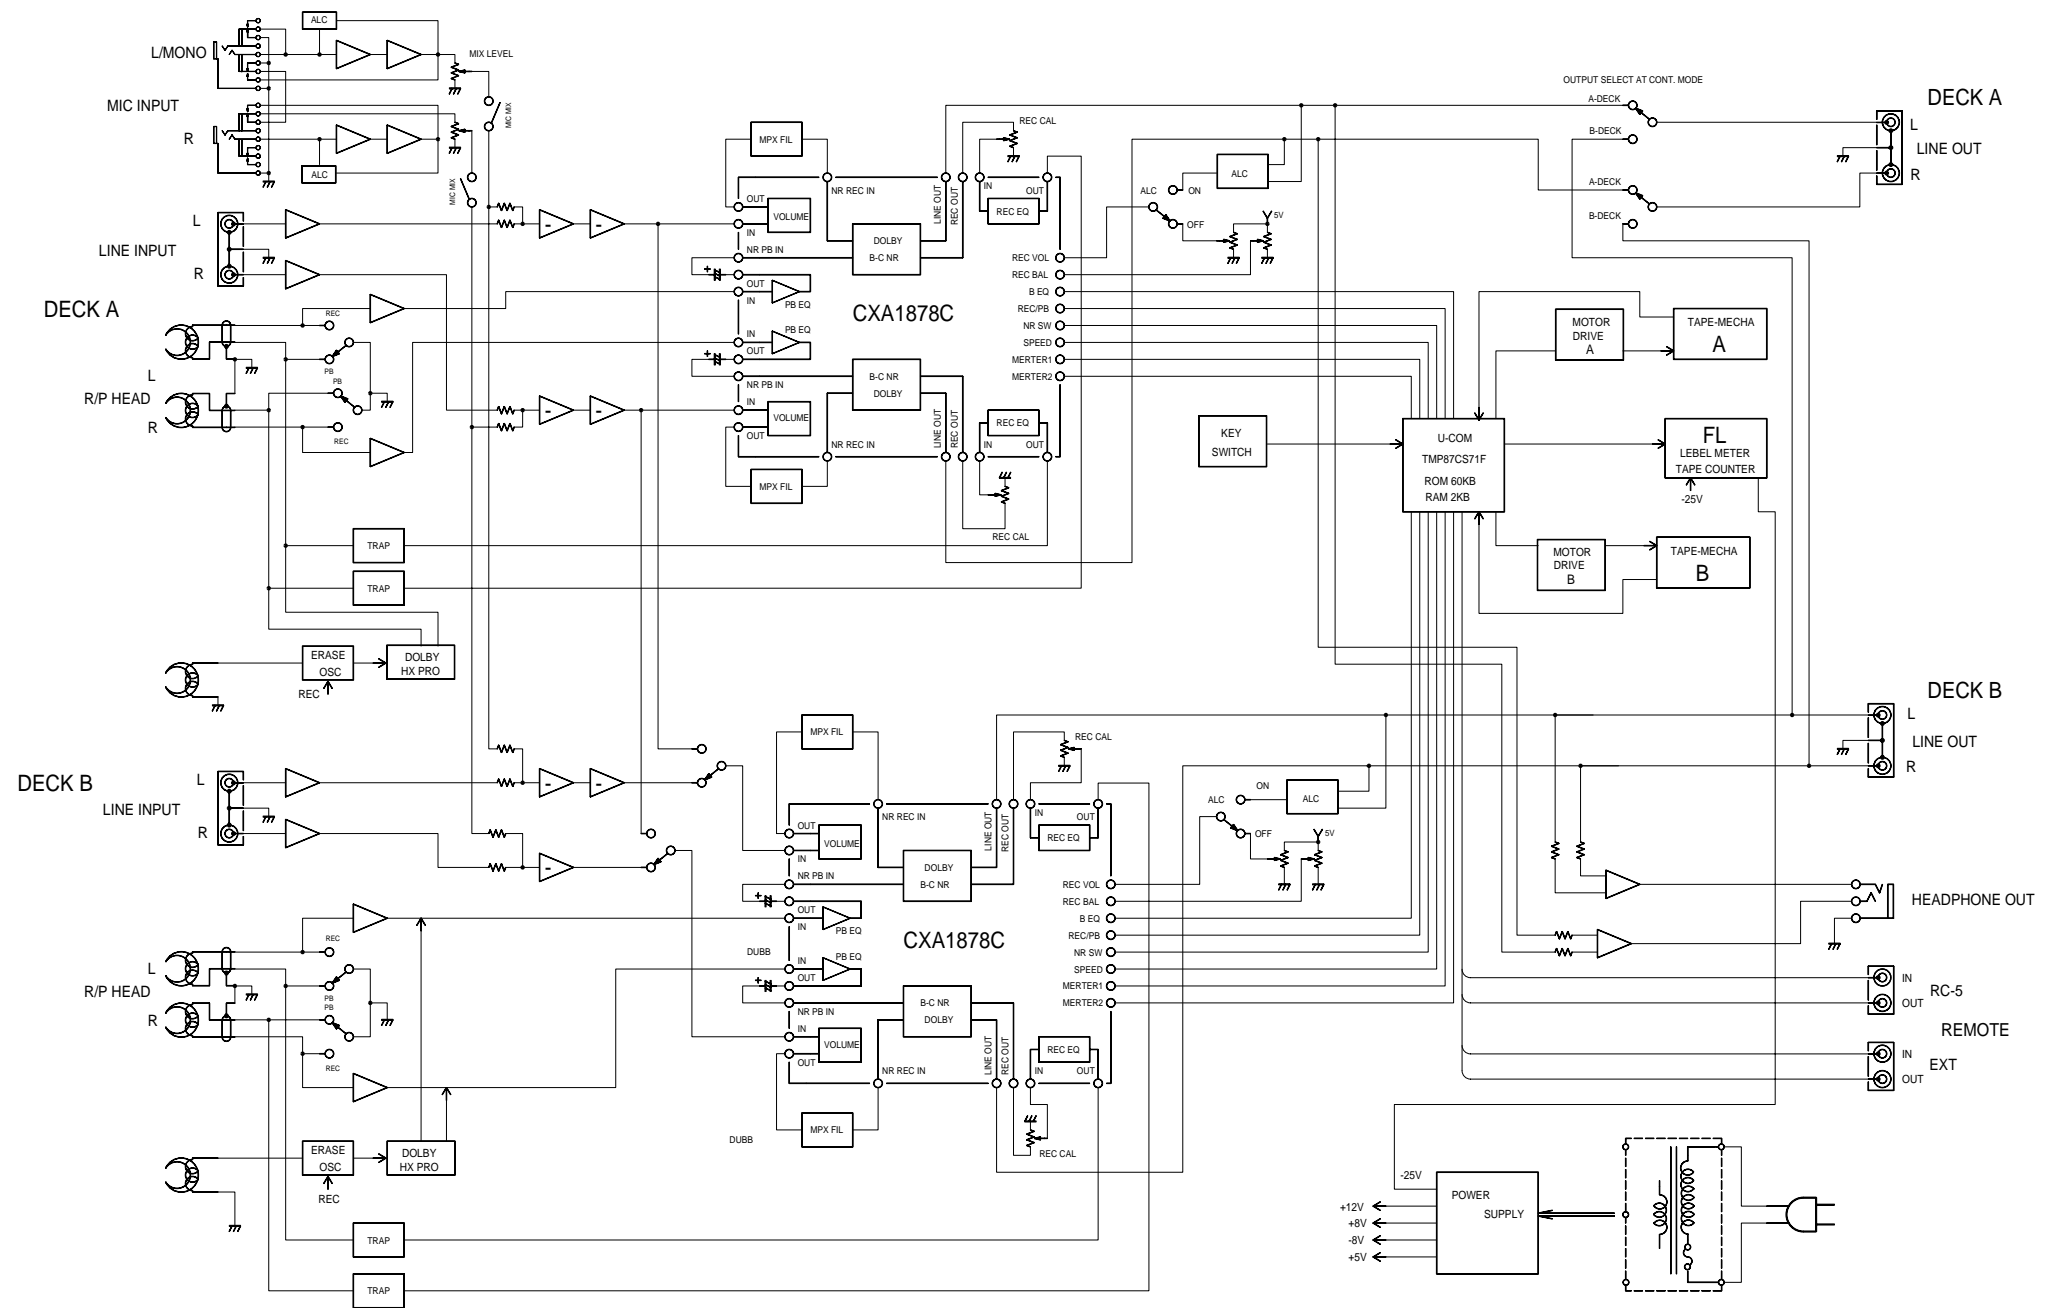 ALC
L/MONO
MIX LEVEL
MIC MIX
MIC INPUT
R
ALC
MIC MIX
OUTPUT SELECT AT CONT. MODE
A-DECK
DECK A
L
B-DECK
LINE OUT
A-DECK
R
B-DECK
L
LINE INPUT
R
MPX FIL
REC CAL
NR REC IN
LINE OUT
REC OUT
IN
OUT
REC EQ
OUT
VOLUME
IN
NR PB IN
DOLBY
B-C NR
OUT
IN
PB EQ
CXA1878C
IN
PB EQ
OUT
NR PB IN
B-C NR
DOLBY
IN
VOLUME
OUT
NR REC IN
LINE OUT
REC OUT
REC EQ
IN
OUT
MPX FIL
REC CAL
REC VOL
REC BAL
B EQ
REC/PB
NR SW
SPEED
MERTER1
MERTER2
ALC
ALC
ON
OFF
5V
DECK A
REC
PB
PB
REC
L
R/P HEAD
R
TRAP
TRAP
ERASE
OSC
REC
DOLBY
HX PRO
MOTOR
DRIVE
A
TAPE-MECHA
A
KEY
SWITCH
U-COM
TMP87CS71F
ROM 60KB
RAM 2KB
FL
LEBEL METER
TAPE COUNTER
-25V
MOTOR
DRIVE
B
TAPE-MECHA
B
DECK B
L
LINE OUT
R
DECK B
L
LINE INPUT
R
MPX FIL
REC CAL
NR REC IN
LINE OUT
REC OUT
IN
OUT
REC EQ
OUT
VOLUME
IN
NR PB IN
DOLBY
B-C NR
OUT
IN
PB EQ
CXA1878C
DUBB
IN
PB EQ
OUT
NR PB IN
B-C NR
DOLBY
IN
VOLUME
OUT
NR REC IN
LINE OUT
REC OUT
REC EQ
IN
OUT
MPX FIL
DUBB
REC CAL
REC VOL
REC BAL
B EQ
REC/PB
NR SW
SPEED
MERTER1
MERTER2
ALC
ON
ALC
OFF
5V
HEADPHONE OUT
IN
RC-5
OUT
REMOTE
IN
EXT
OUT
REC
L
R/P HEAD
R
PB
PB
REC
ERASE
OSC
REC
DOLBY
HX PRO
TRAP
TRAP
-25V
POWER
SUPPLY
+12V
+8V
-8V
+5V